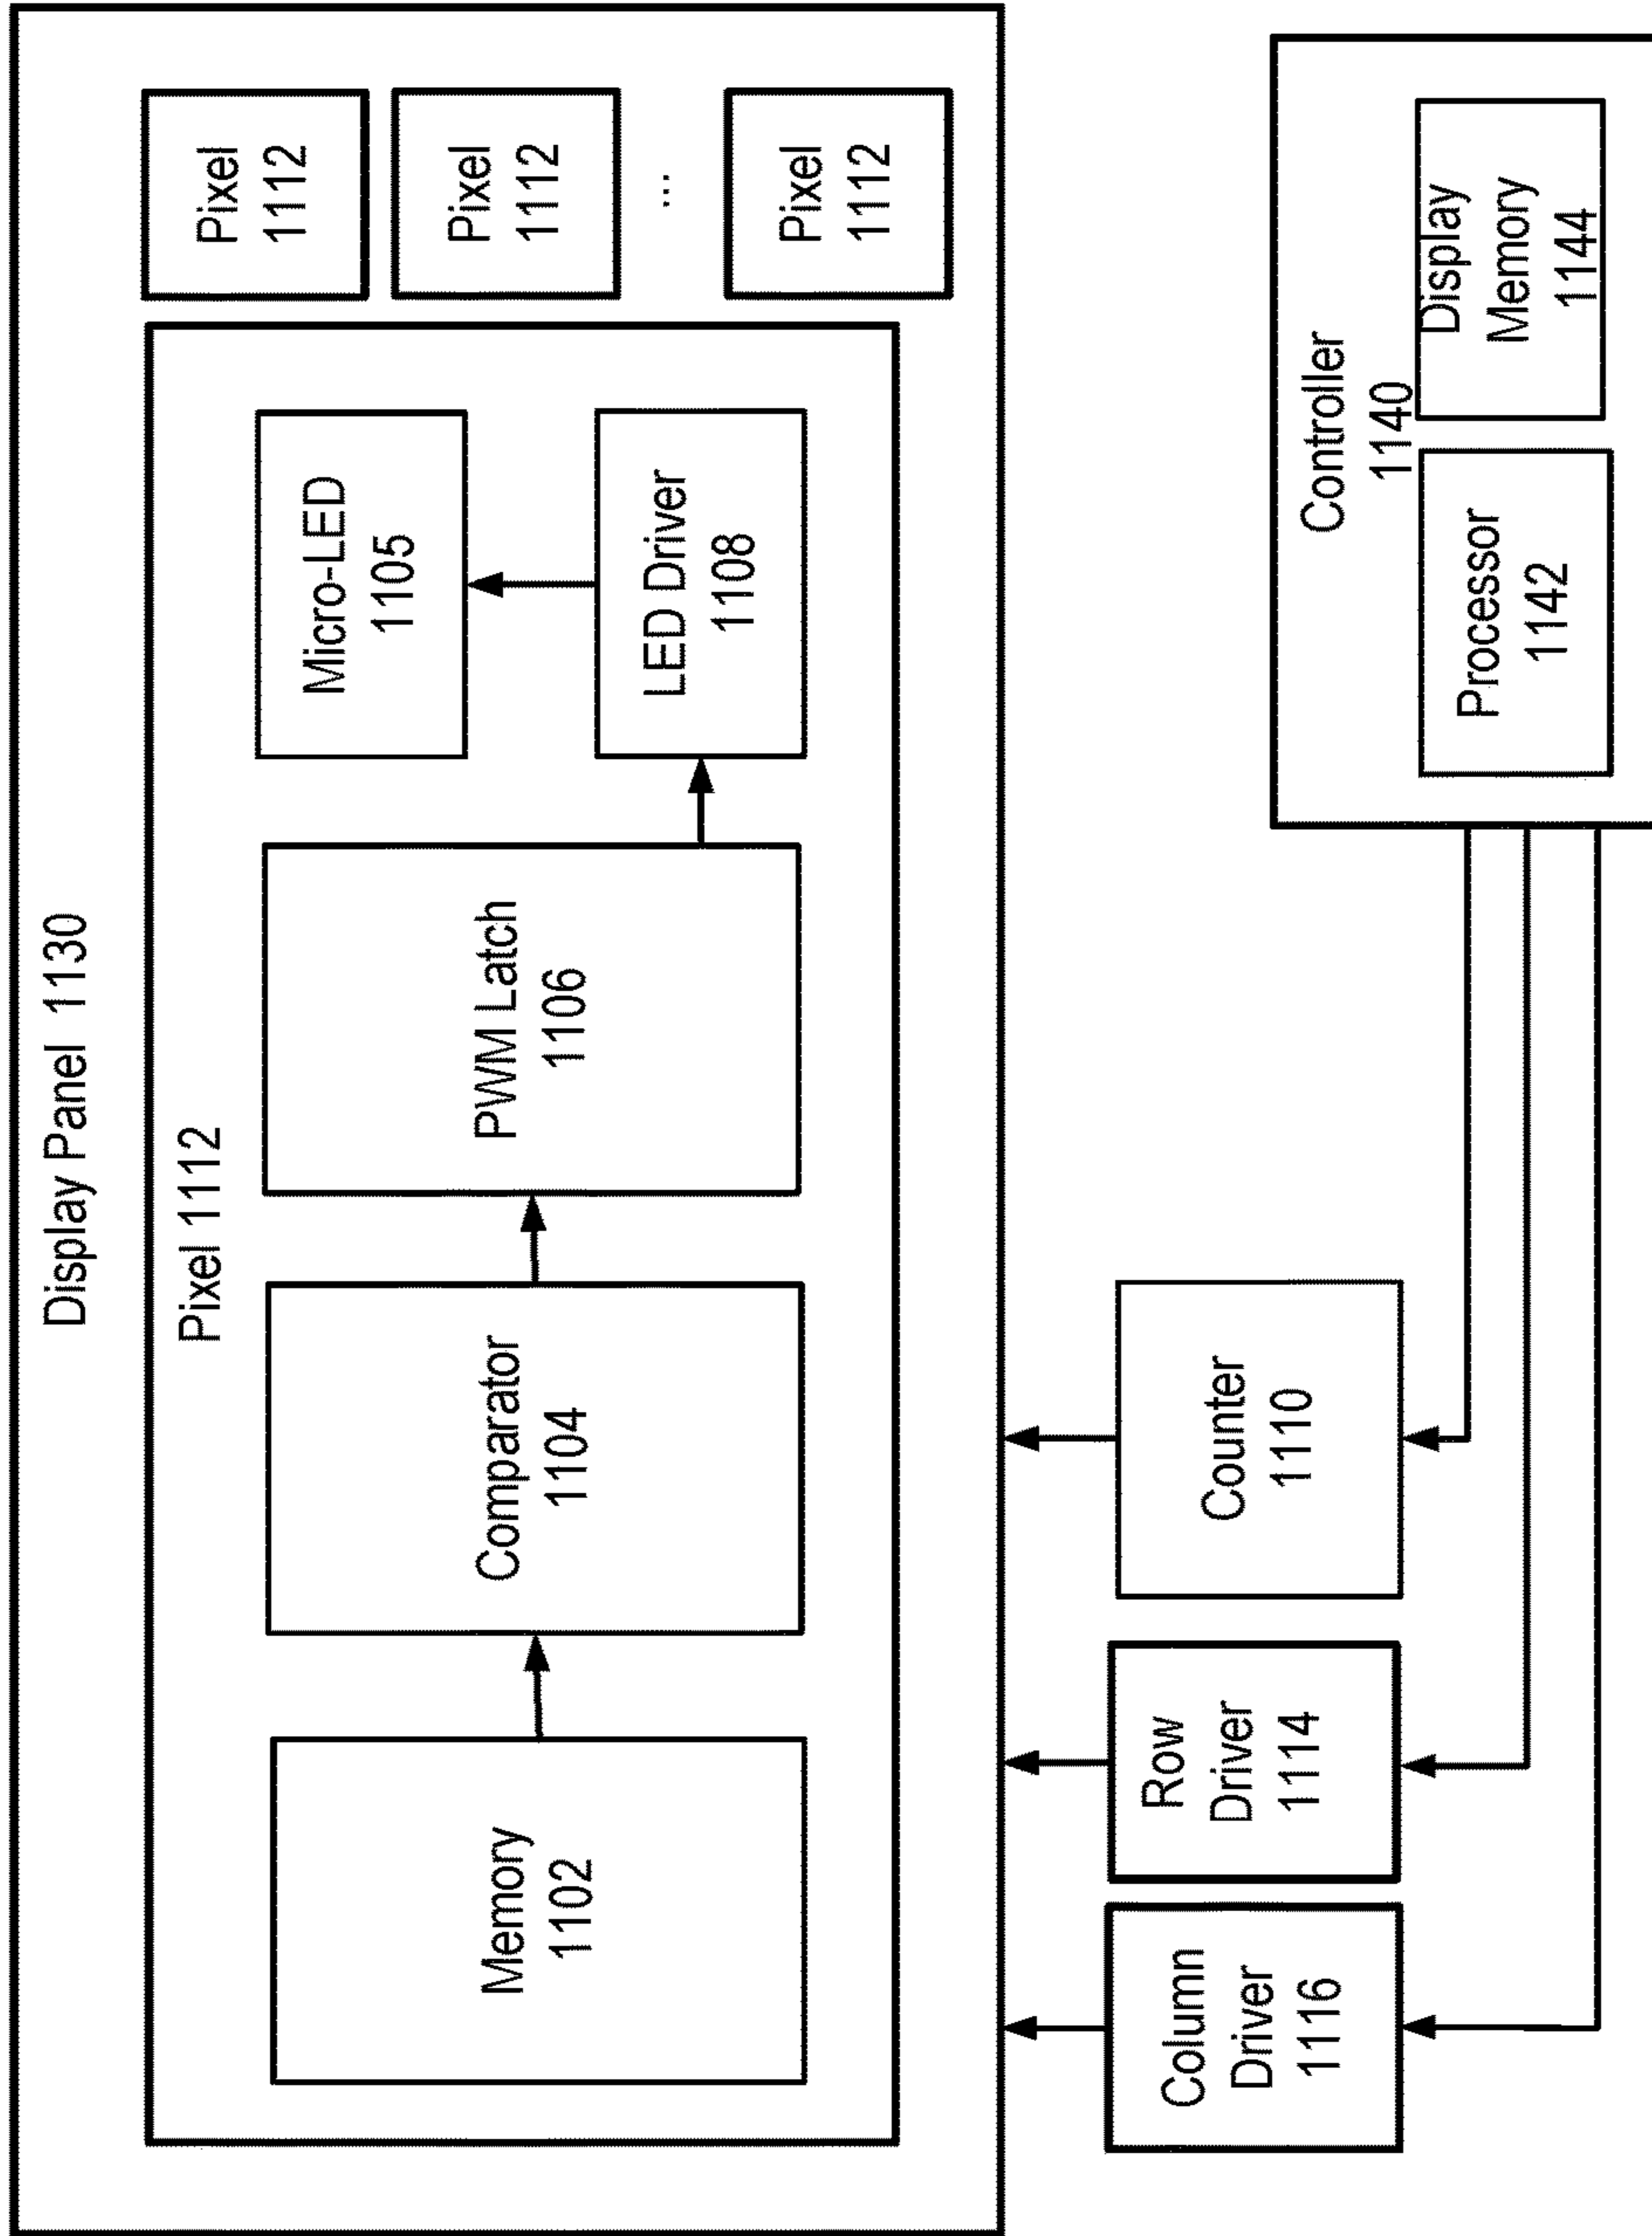 Display Panel 1130
Pixel 1112
Memory
1102
Comparator
1104
PWM Latch
1106
Micro-LED
1105
LED Driver
1108
Pixel
1112
Pixel
1112
...
Pixel
1112
Column
Driver
1116
Row
Driver
1114
Counter
1110
Controller
1140
Processor
1142
Display
Memory
1144